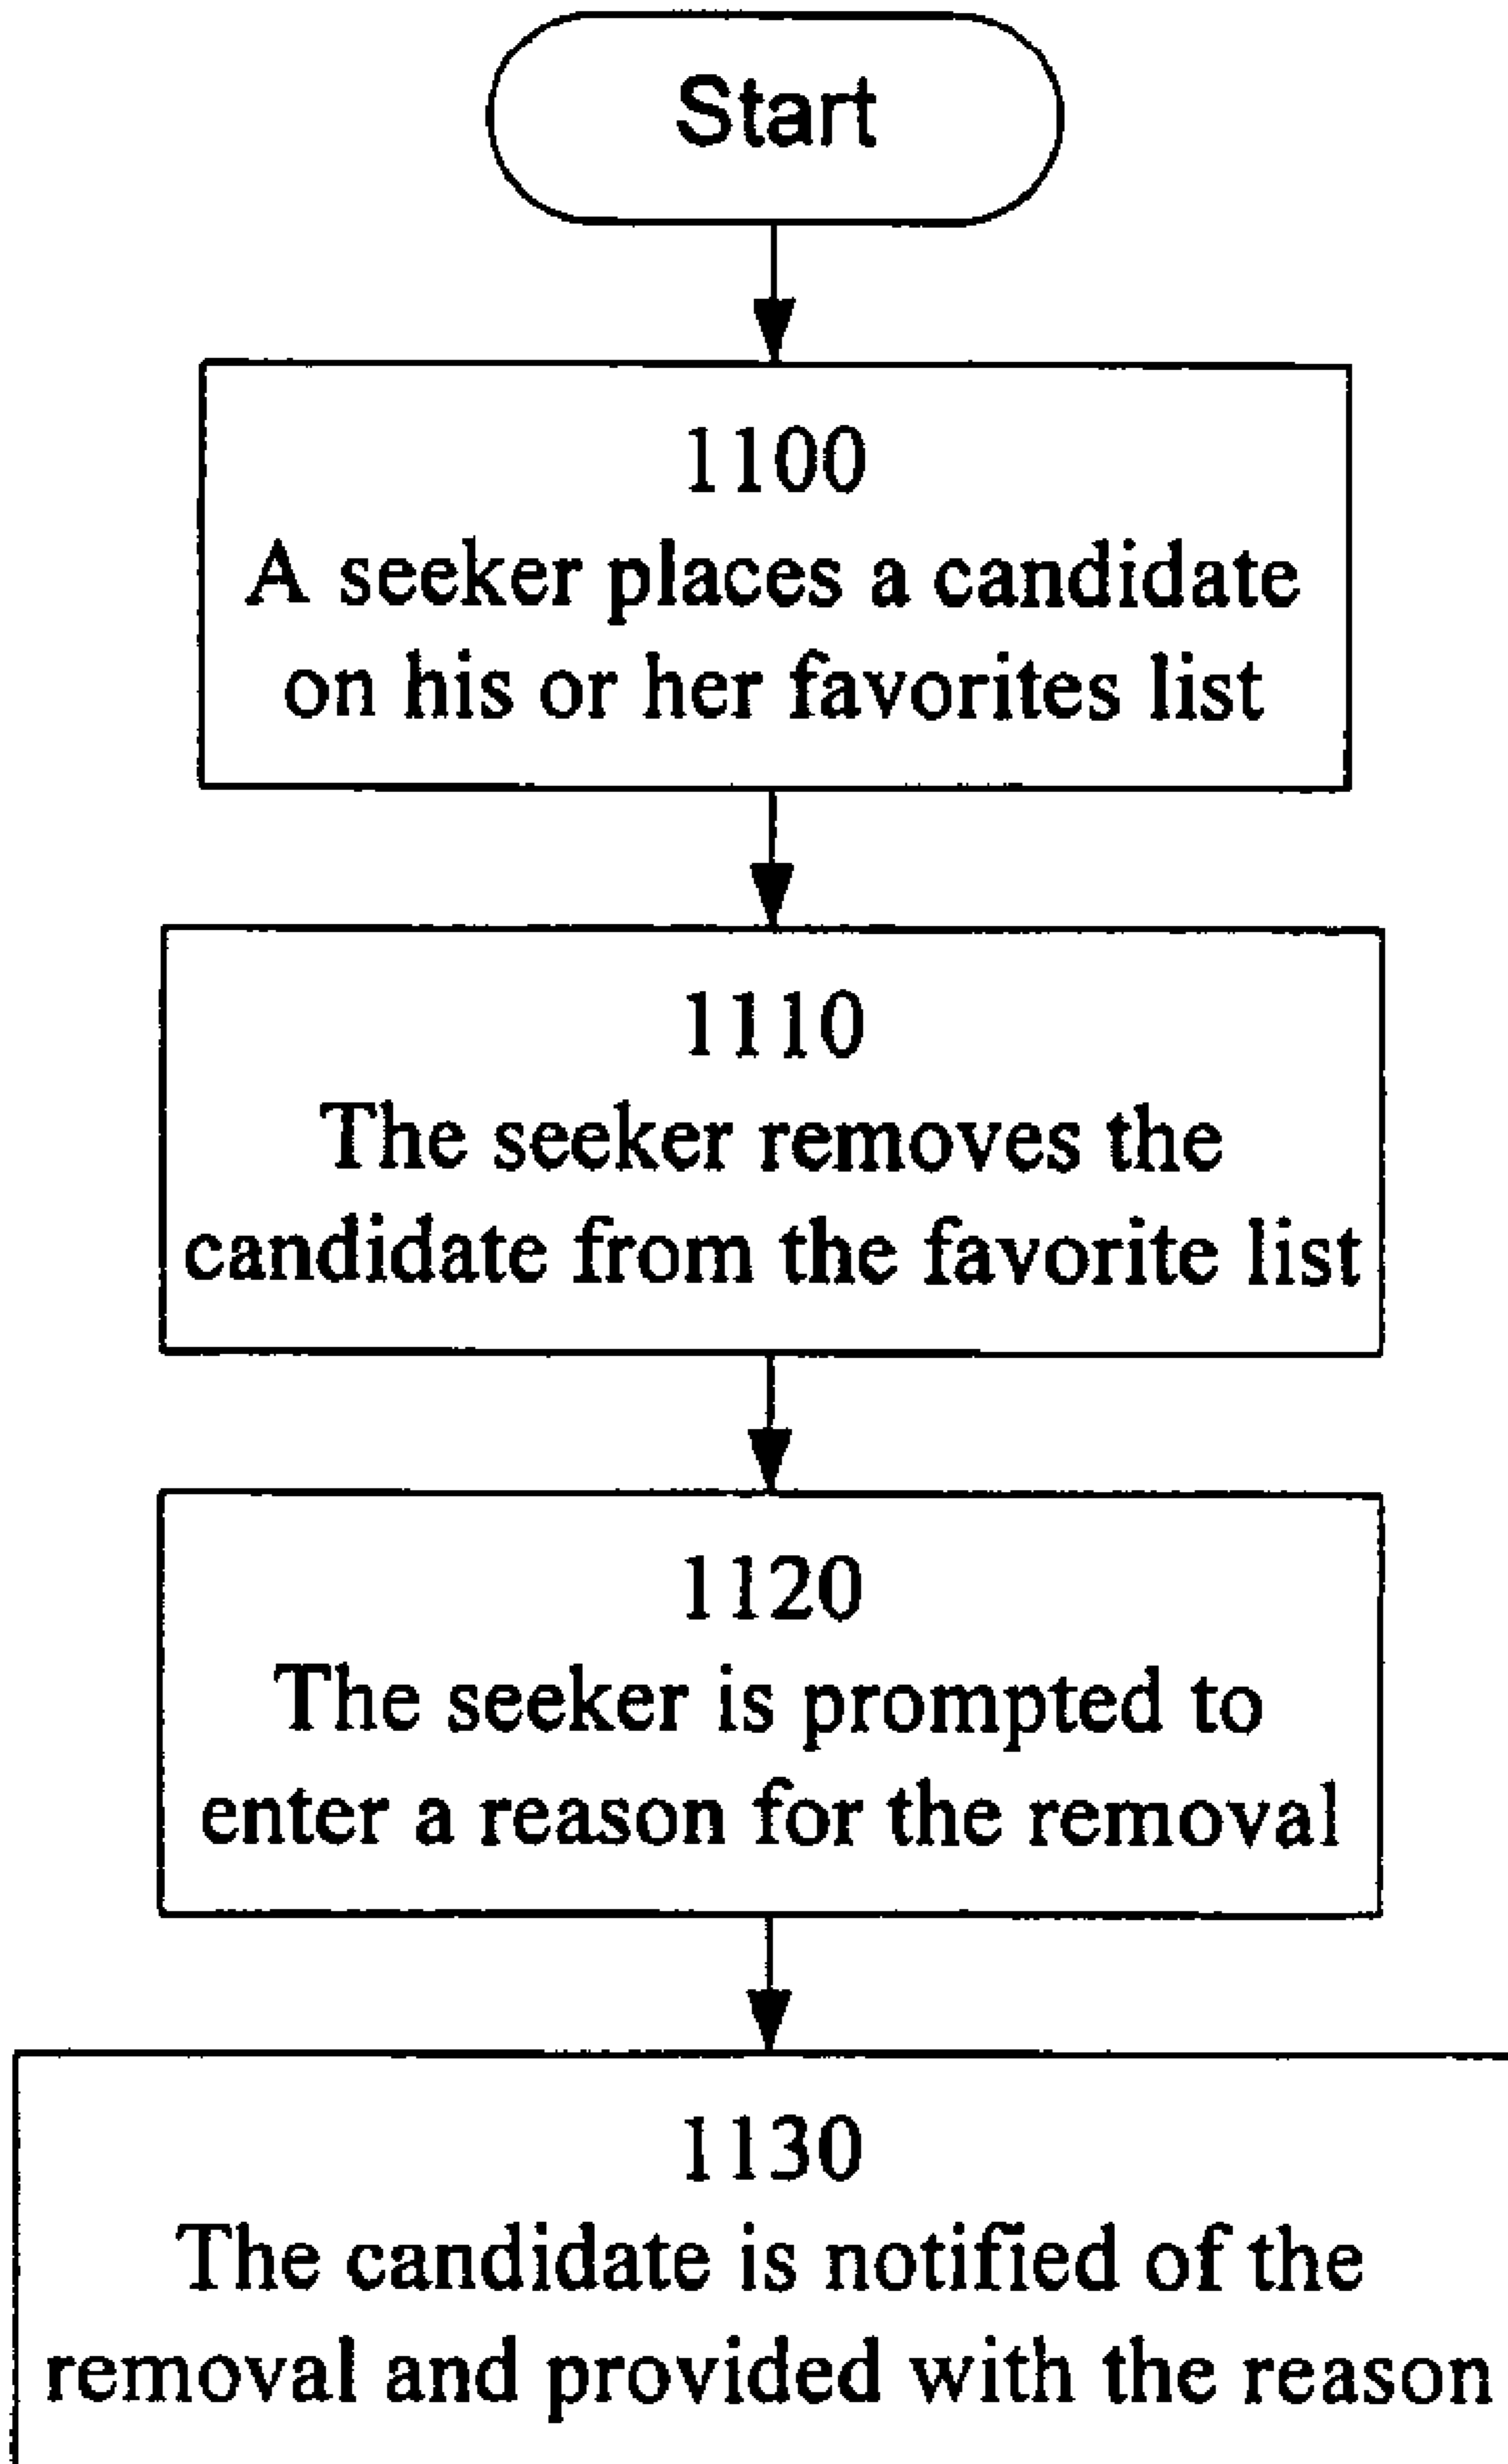 Start
1100
A seeker places a candidate
on his or her favorites list
1110
The seeker removes the
candidate from the favorite list
1120
The seeker is prompted to
enter a reason for the removal
1130
The candidate is notified of the
removal and provided with the reason